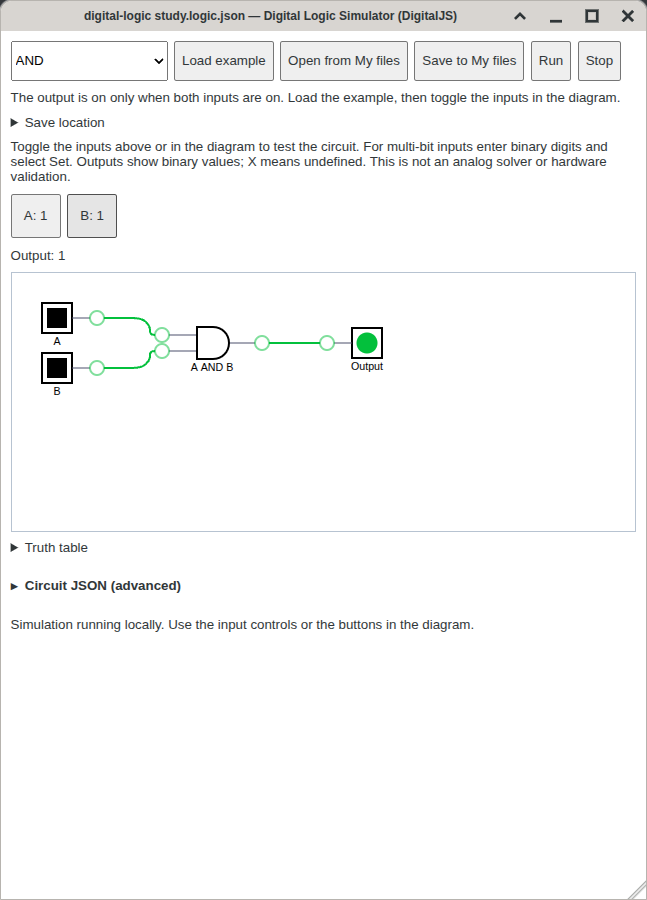 digital-logic study.logic.json — Digital Logic Simulator (DigitalJS)
AND Load example Open from My files Save to My files Run Stop
The output is on only when both inputs are on. Load the example, then toggle the inputs in the diagram.
Save location
Toggle the inputs above or in the diagram to test the circuit. For multi-bit inputs enter binary digits and
select Set. Outputs show binary values; X means undefined. This is not an analog solver or hardware
validation.
A: 1 B: 1
Output: 1
A
B
A AND B
Output
Truth table
Circuit JSON (advanced)
Simulation running locally. Use the input controls or the buttons in the diagram.